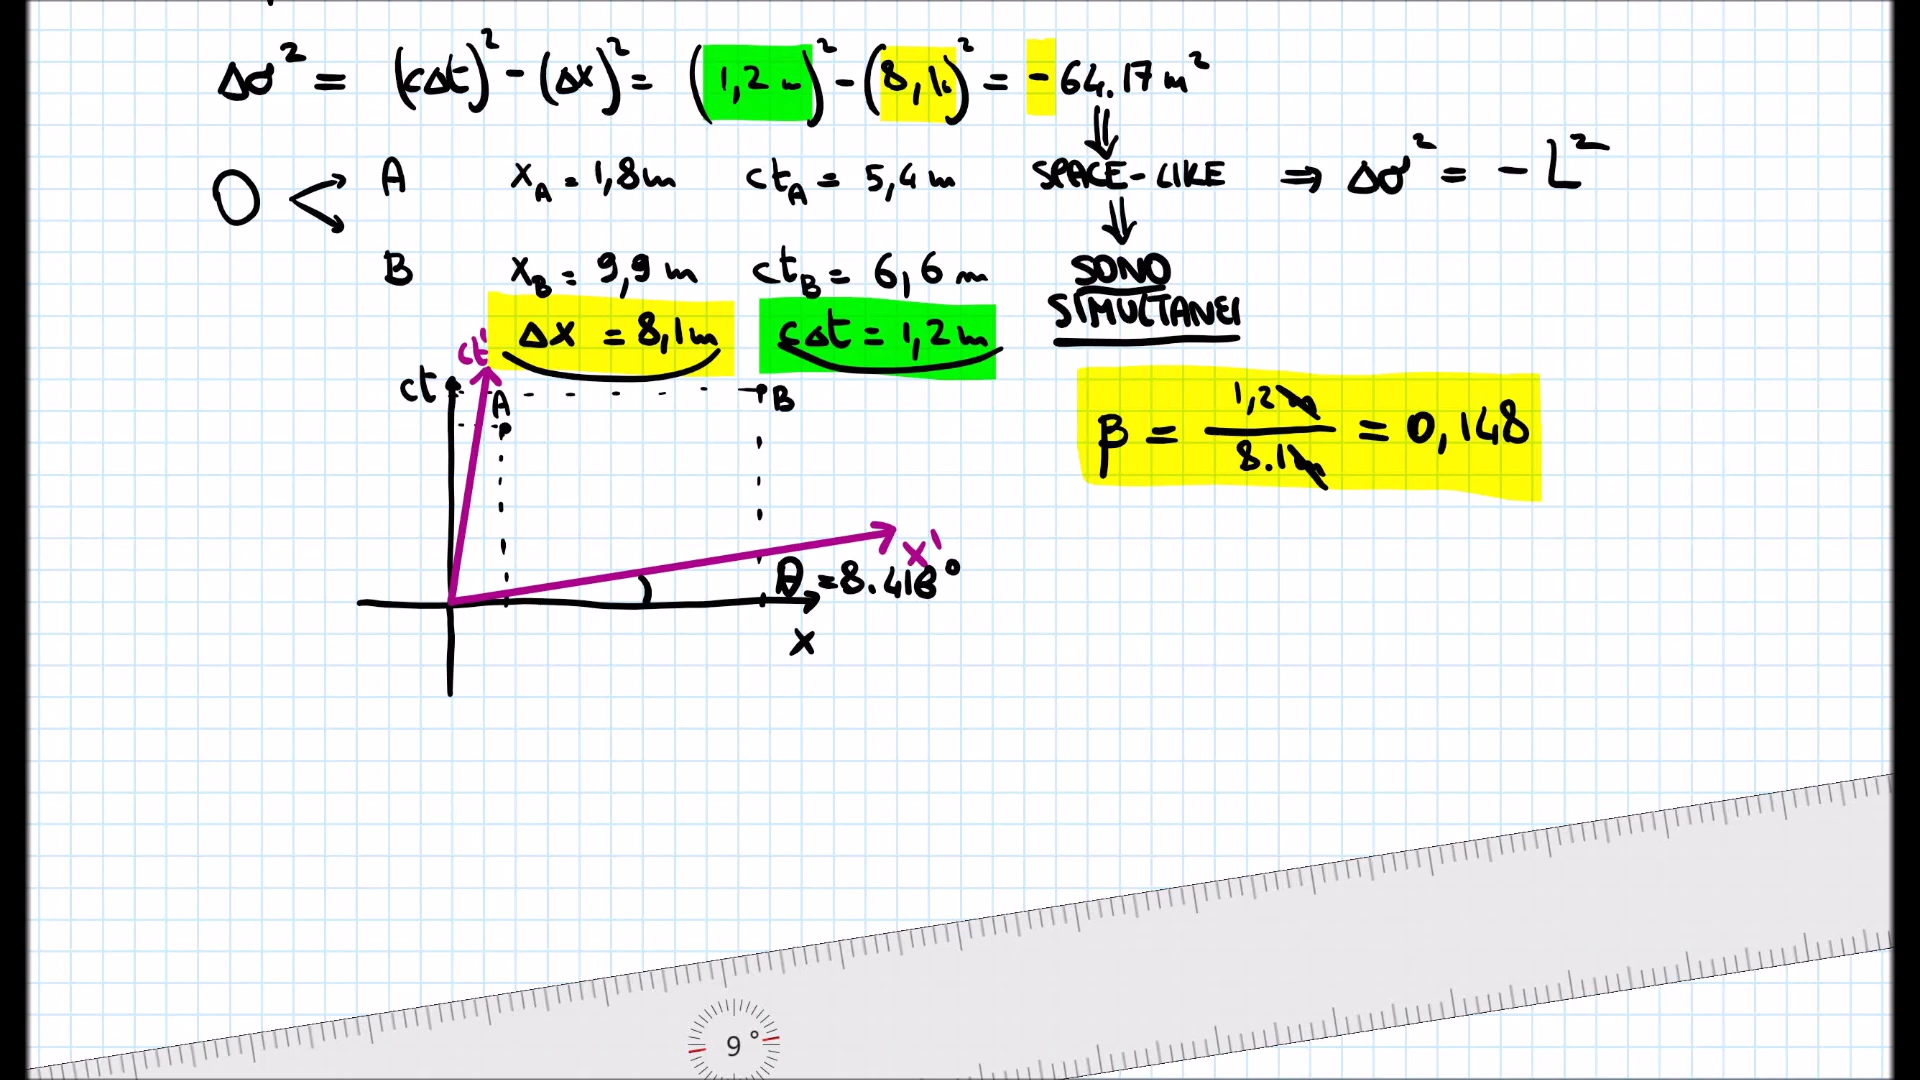 Δσ² = (cΔt)² - (Δx)² = (1,2 m)² - (8,1)² = - 64.17 m²
O A x_A = 1,8 m ct_A = 5,4 m SPACE-LIKE ⇒ Δσ² = - L²
B x_B = 9,9 m ct_B = 6,6 m SONO
SIMULTANEI
Δx = 8,1 m cΔt = 1,2 m
ct'
ct A B
β = 1,2 m / 8.1 m = 0,148
x'
θ = 8.418°
x
9°